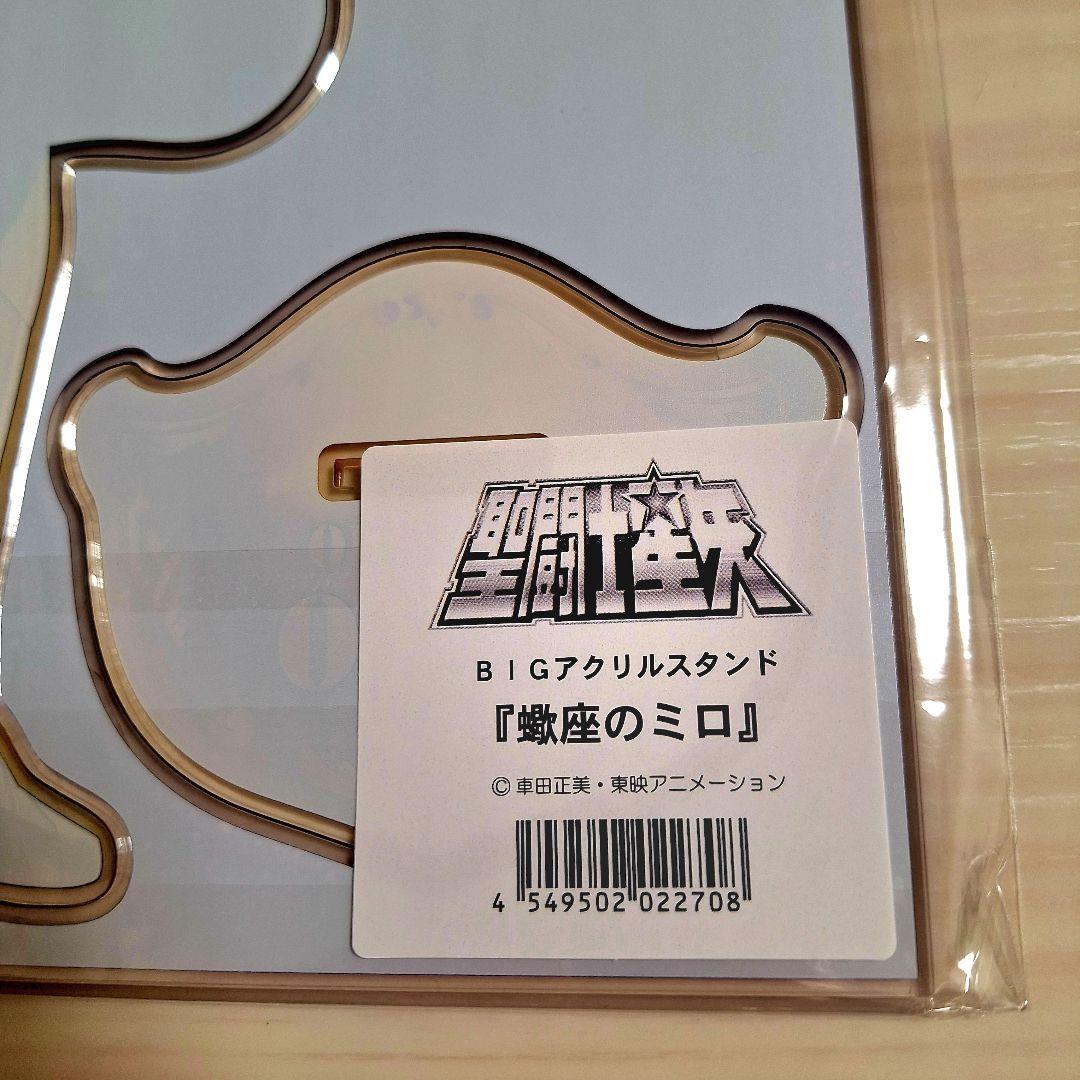 聖闘士星矢
BIGアクリルスタンド
『蠍座のミロ』
© 車田正美・東映アニメーション
4 549502 022708